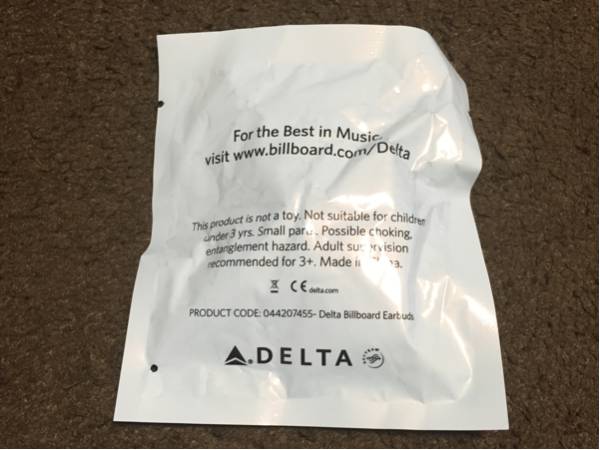 For the Best in Music
visit www.billboard.com/Delta
This product is not a toy. Not suitable for children
under 3 yrs. Small Possible choking,
entanglement hazard. Adult supervision
recommended for 3+. Made
CE delta.com
PRODUCT CODE: 044207455- Delta Billboard Earbuds
DELTA